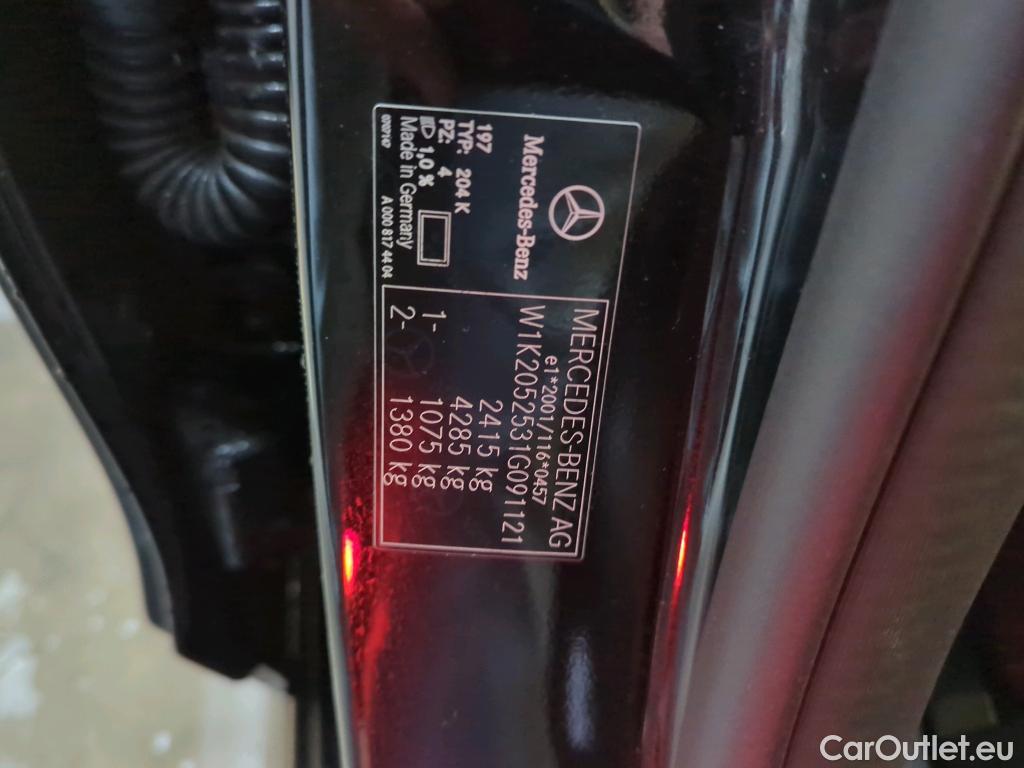 Mercedes-Benz
197
TYP: 204 K
PZ: 4
1,0 %
Made in Germany
A 000 817 44 04
MERCEDES-BENZ AG
e1*2001/116*0457
W1K2052531G091121
2415 kg
4285 kg
1- 1075 kg
2- 1380 kg
CarOutlet.eu